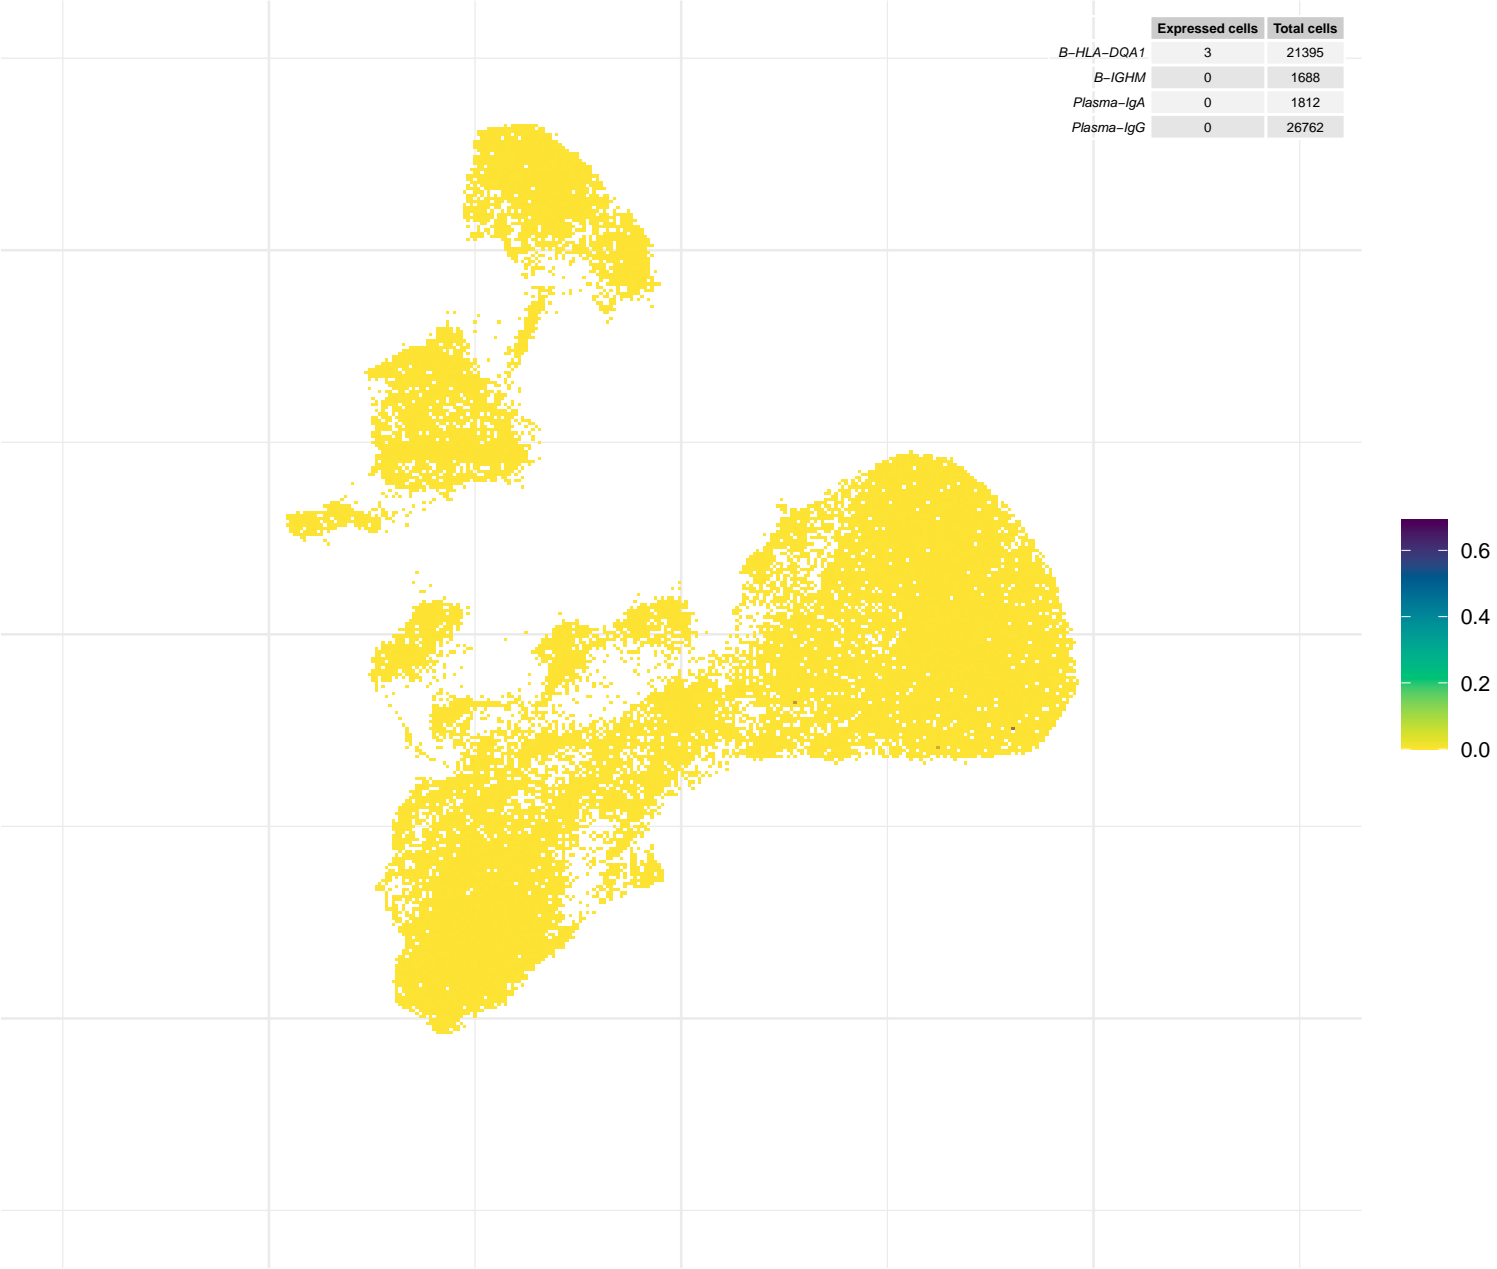 Expressed cells Total cells
B−HLA−DQA1 3 21395
B−IGHM 0 1688
Plasma−IgA 0 1812
Plasma−IgG 0 26762
0.6
0.4
0.2
0.0